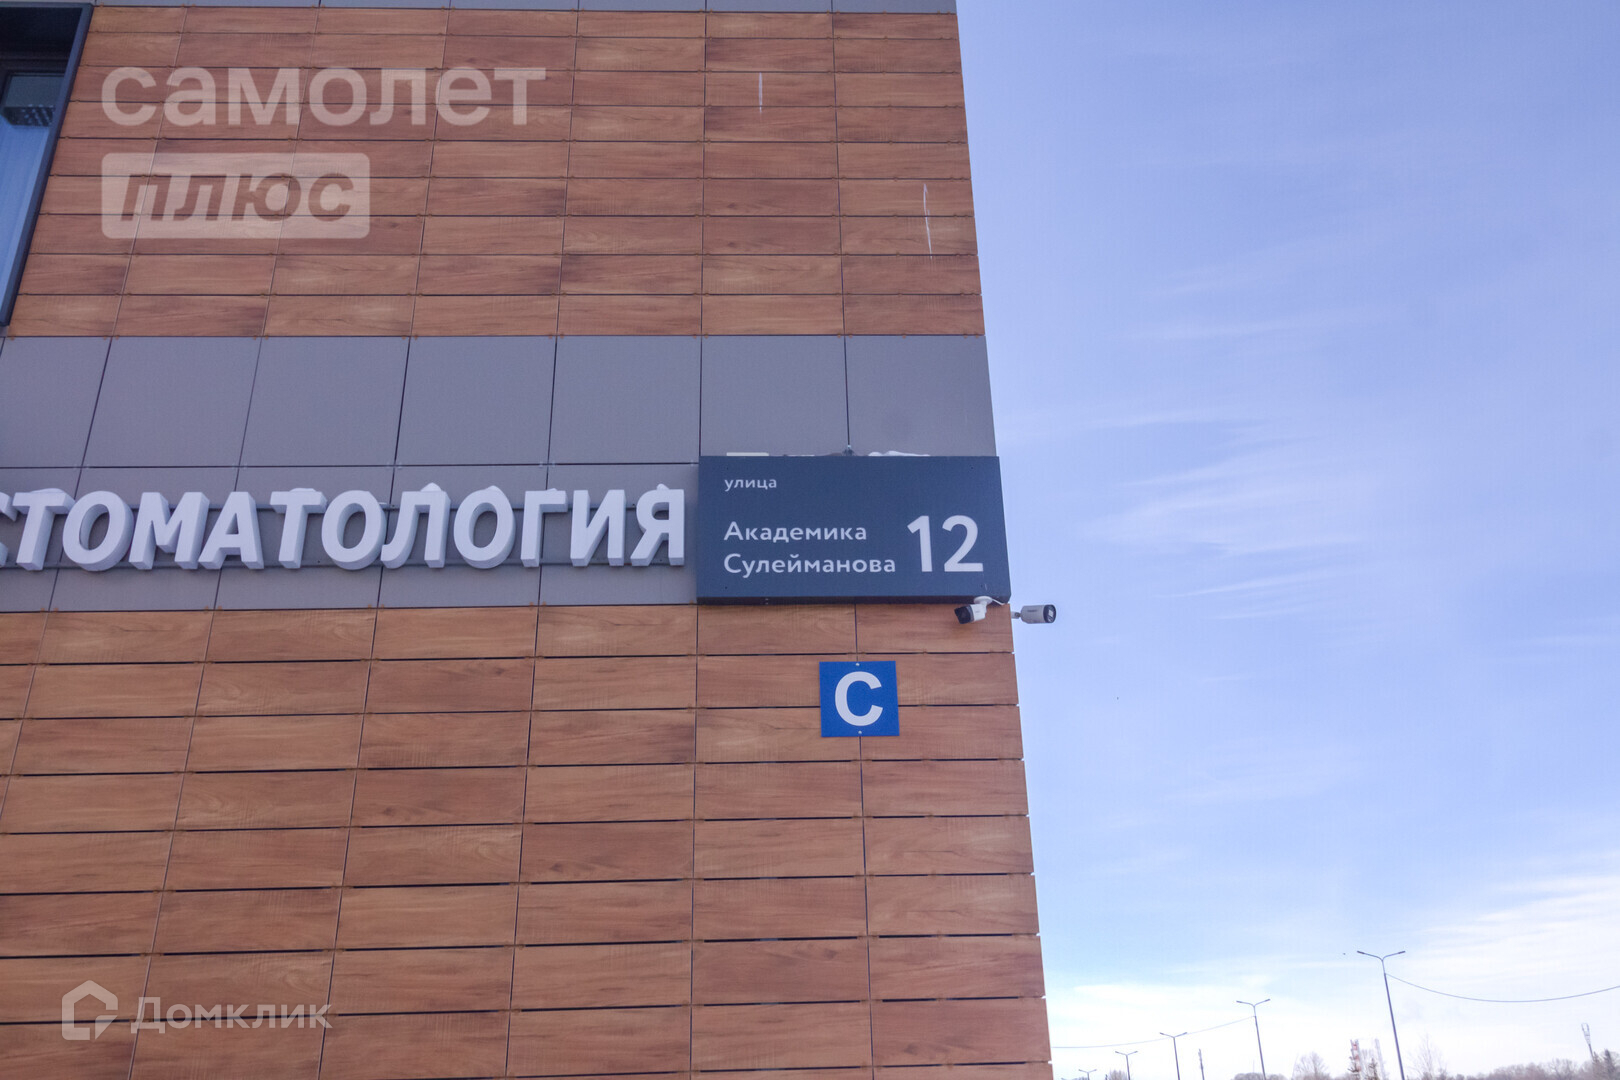 самолет
плюс
СТОМАТОЛОГИЯ
улица
Академика
Сулейманова
12
С
Домклик